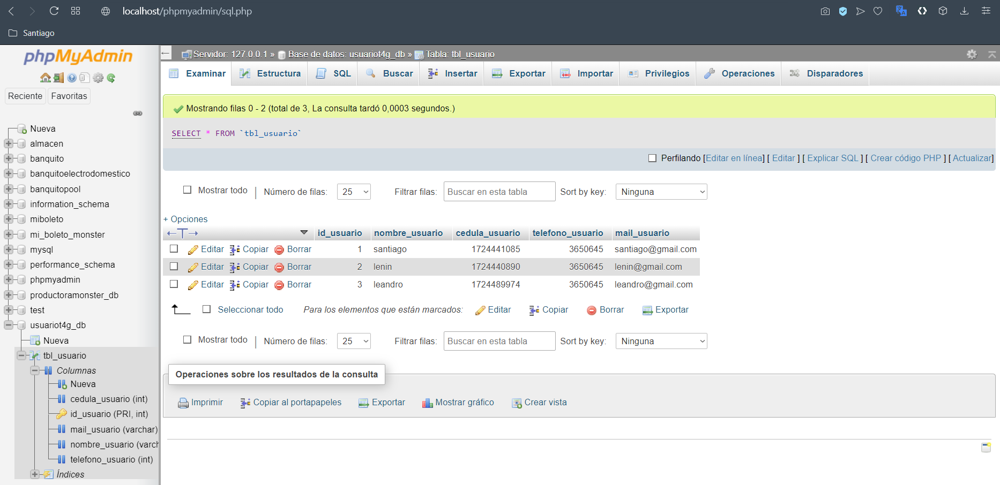 localhost/phpmyadmin/sql.php
Santiago
phpMyAdmin
Reciente Favoritas
Nueva
almacen
banquito
banquitoelectrodomestico
banquitopool
information_schema
miboleto
mi_boleto_monster
mysql
performance_schema
phpmyadmin
productoramonster_db
test
usuariot4g_db
Nueva
tbl_usuario
Columnas
Nueva
cedula_usuario (int)
id_usuario (PRI, int)
mail_usuario (varchar)
nombre_usuario (varch
telefono_usuario (int)
Índices
Servidor: 127.0.0.1 » Base de datos: usuariot4g_db » Tabla: tbl_usuario
Examinar Estructura SQL Buscar Insertar Exportar Importar Privilegios Operaciones Disparadores
Mostrando filas 0 - 2 (total de 3, La consulta tardó 0,0003 segundos.)
SELECT * FROM `tbl_usuario`
Perfilando [Editar en línea] [ Editar ] [ Explicar SQL ] [ Crear código PHP ] [ Actualizar]
Mostrar todo | Número de filas: 25 Filtrar filas: Buscar en esta tabla Sort by key: Ninguna
+ Opciones
←T→ id_usuario nombre_usuario cedula_usuario telefono_usuario mail_usuario
Editar Copiar Borrar 1 santiago 1724441085 3650645 santiago@gmail.com
Editar Copiar Borrar 2 lenin 1724440890 3650645 lenin@gmail.com
Editar Copiar Borrar 3 leandro 1724489974 3650645 leandro@gmail.com
Seleccionar todo Para los elementos que están marcados: Editar Copiar Borrar Exportar
Mostrar todo | Número de filas: 25 Filtrar filas: Buscar en esta tabla Sort by key: Ninguna
Operaciones sobre los resultados de la consulta
Imprimir Copiar al portapapeles Exportar Mostrar gráfico Crear vista